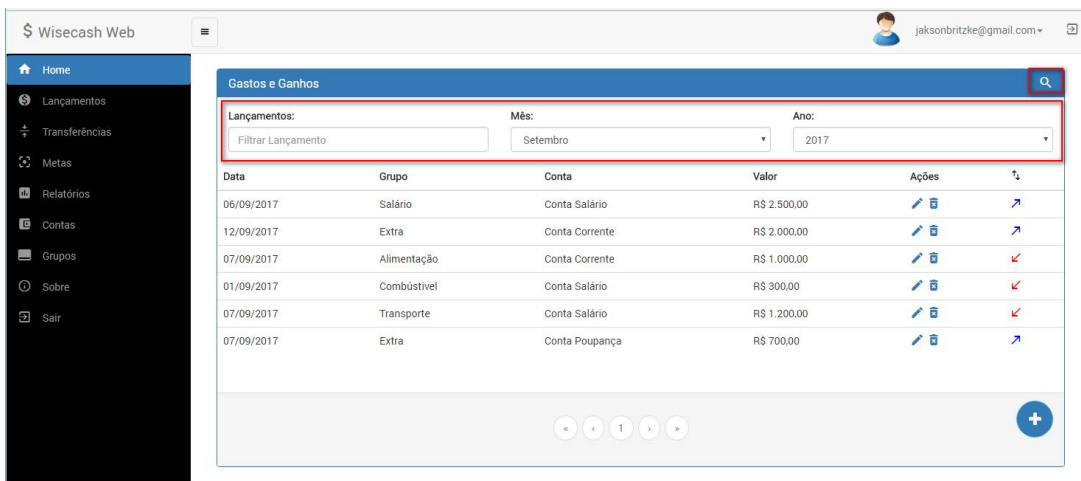 $ Wisecash Web
jaksonbritzke@gmail.com
Home
Lançamentos
Transferências
Metas
Relatórios
Contas
Grupos
Sobre
Sair
Gastos e Ganhos
Lançamentos: Mês: Ano:
Filtrar Lançamento Setembro 2017
Data Grupo Conta Valor Ações
06/09/2017 Salário Conta Salário R$ 2.500,00
12/09/2017 Extra Conta Corrente R$ 2.000,00
07/09/2017 Alimentação Conta Corrente R$ 1.000,00
01/09/2017 Combústivel Conta Salário R$ 300,00
07/09/2017 Transporte Conta Salário R$ 1.200,00
07/09/2017 Extra Conta Poupança R$ 700,00
« ‹ 1 › »